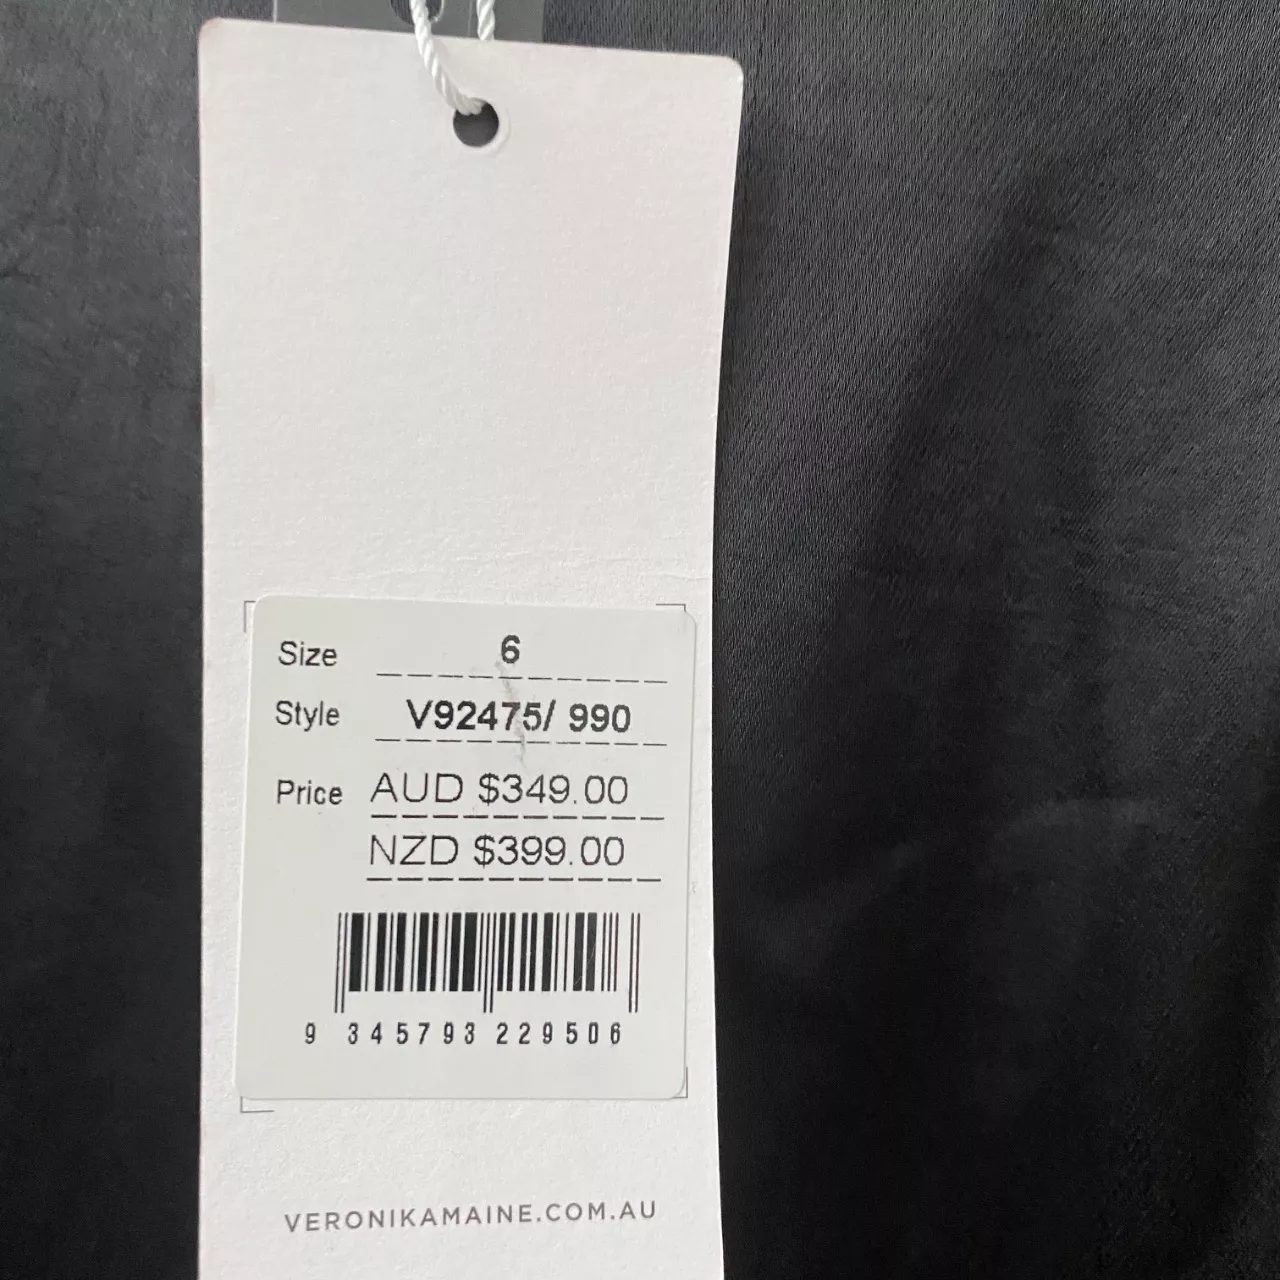 Size 6
Style V92475/ 990
Price AUD $349.00
NZD $399.00
9 345793 229506
VERONIKAMAINE.COM.AU